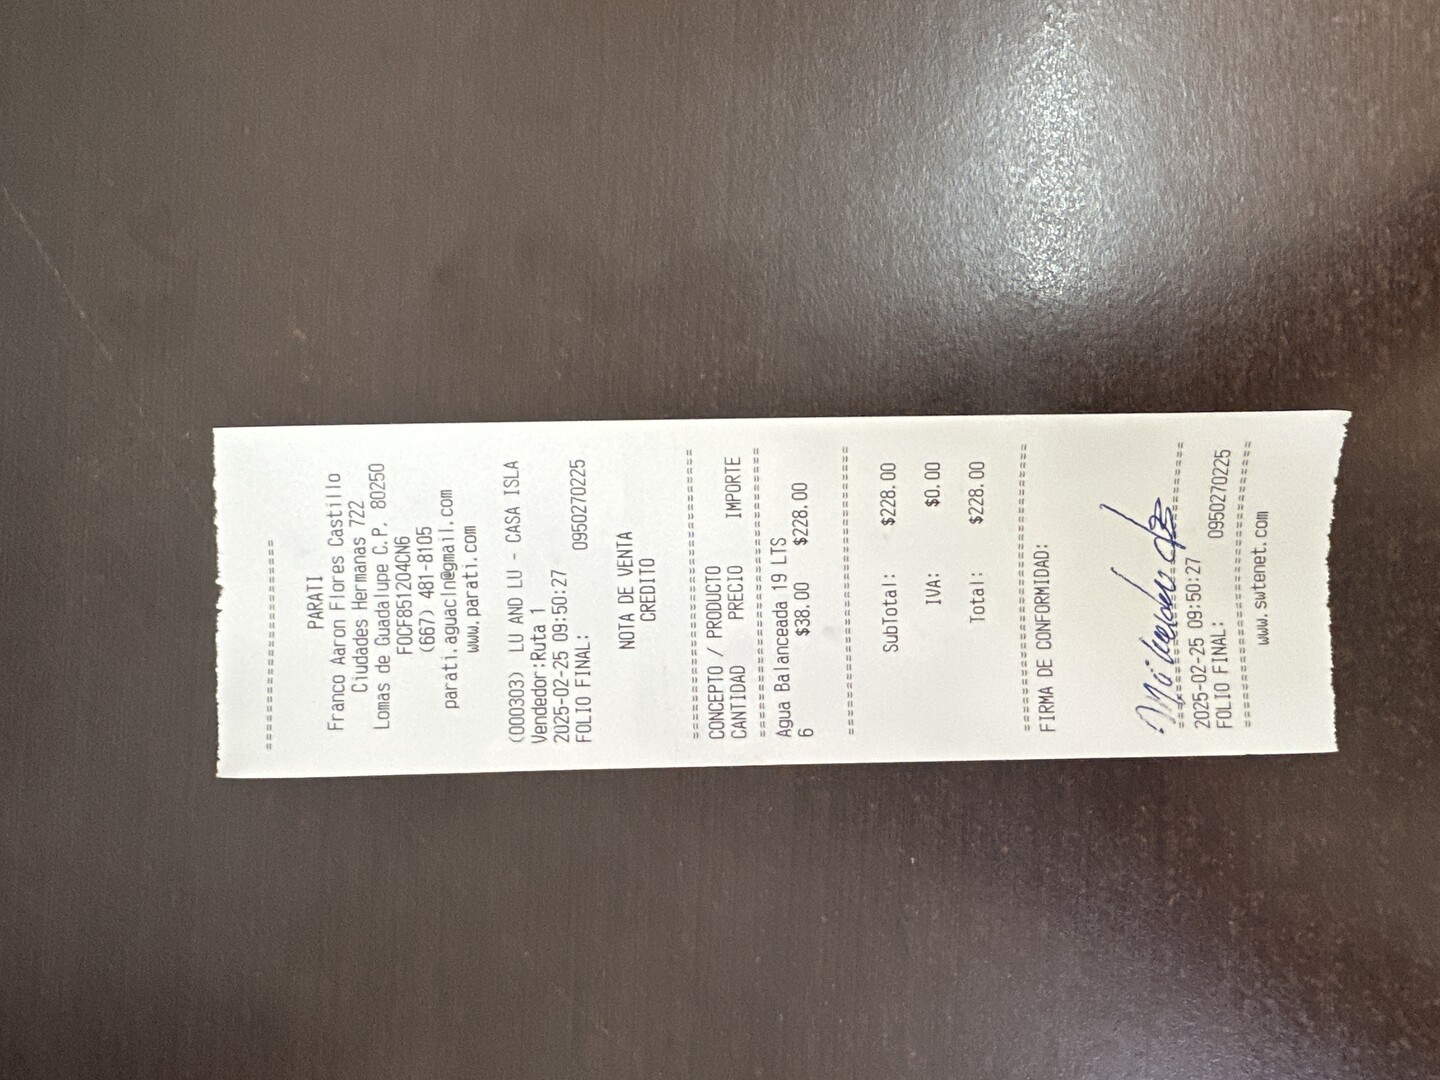 ==============================
PARATI
Franco Aaron Flores Castillo
Ciudades Hermanas 722
Lomas de Guadalupe C.P. 80250
FOCF851204CN6
(667) 481-8105
parati.aguacln@gmail.com
www.parati.com
(000303) LU AND LU - CASA ISLA
Vendedor:Ruta 1
2025-02-25 09:50:27
FOLIO FINAL: 0950270225
NOTA DE VENTA
CREDITO
==============================
CONCEPTO / PRODUCTO
CANTIDAD PRECIO IMPORTE
==============================
Agua Balanceada 19 LTS
6 $38.00 $228.00
==============================
SubTotal: $228.00
IVA: $0.00
Total: $228.00
==============================
FIRMA DE CONFORMIDAD:
==============================
2025-02-25 09:50:27
FOLIO FINAL: 0950270225
==============================
www.swtenet.com